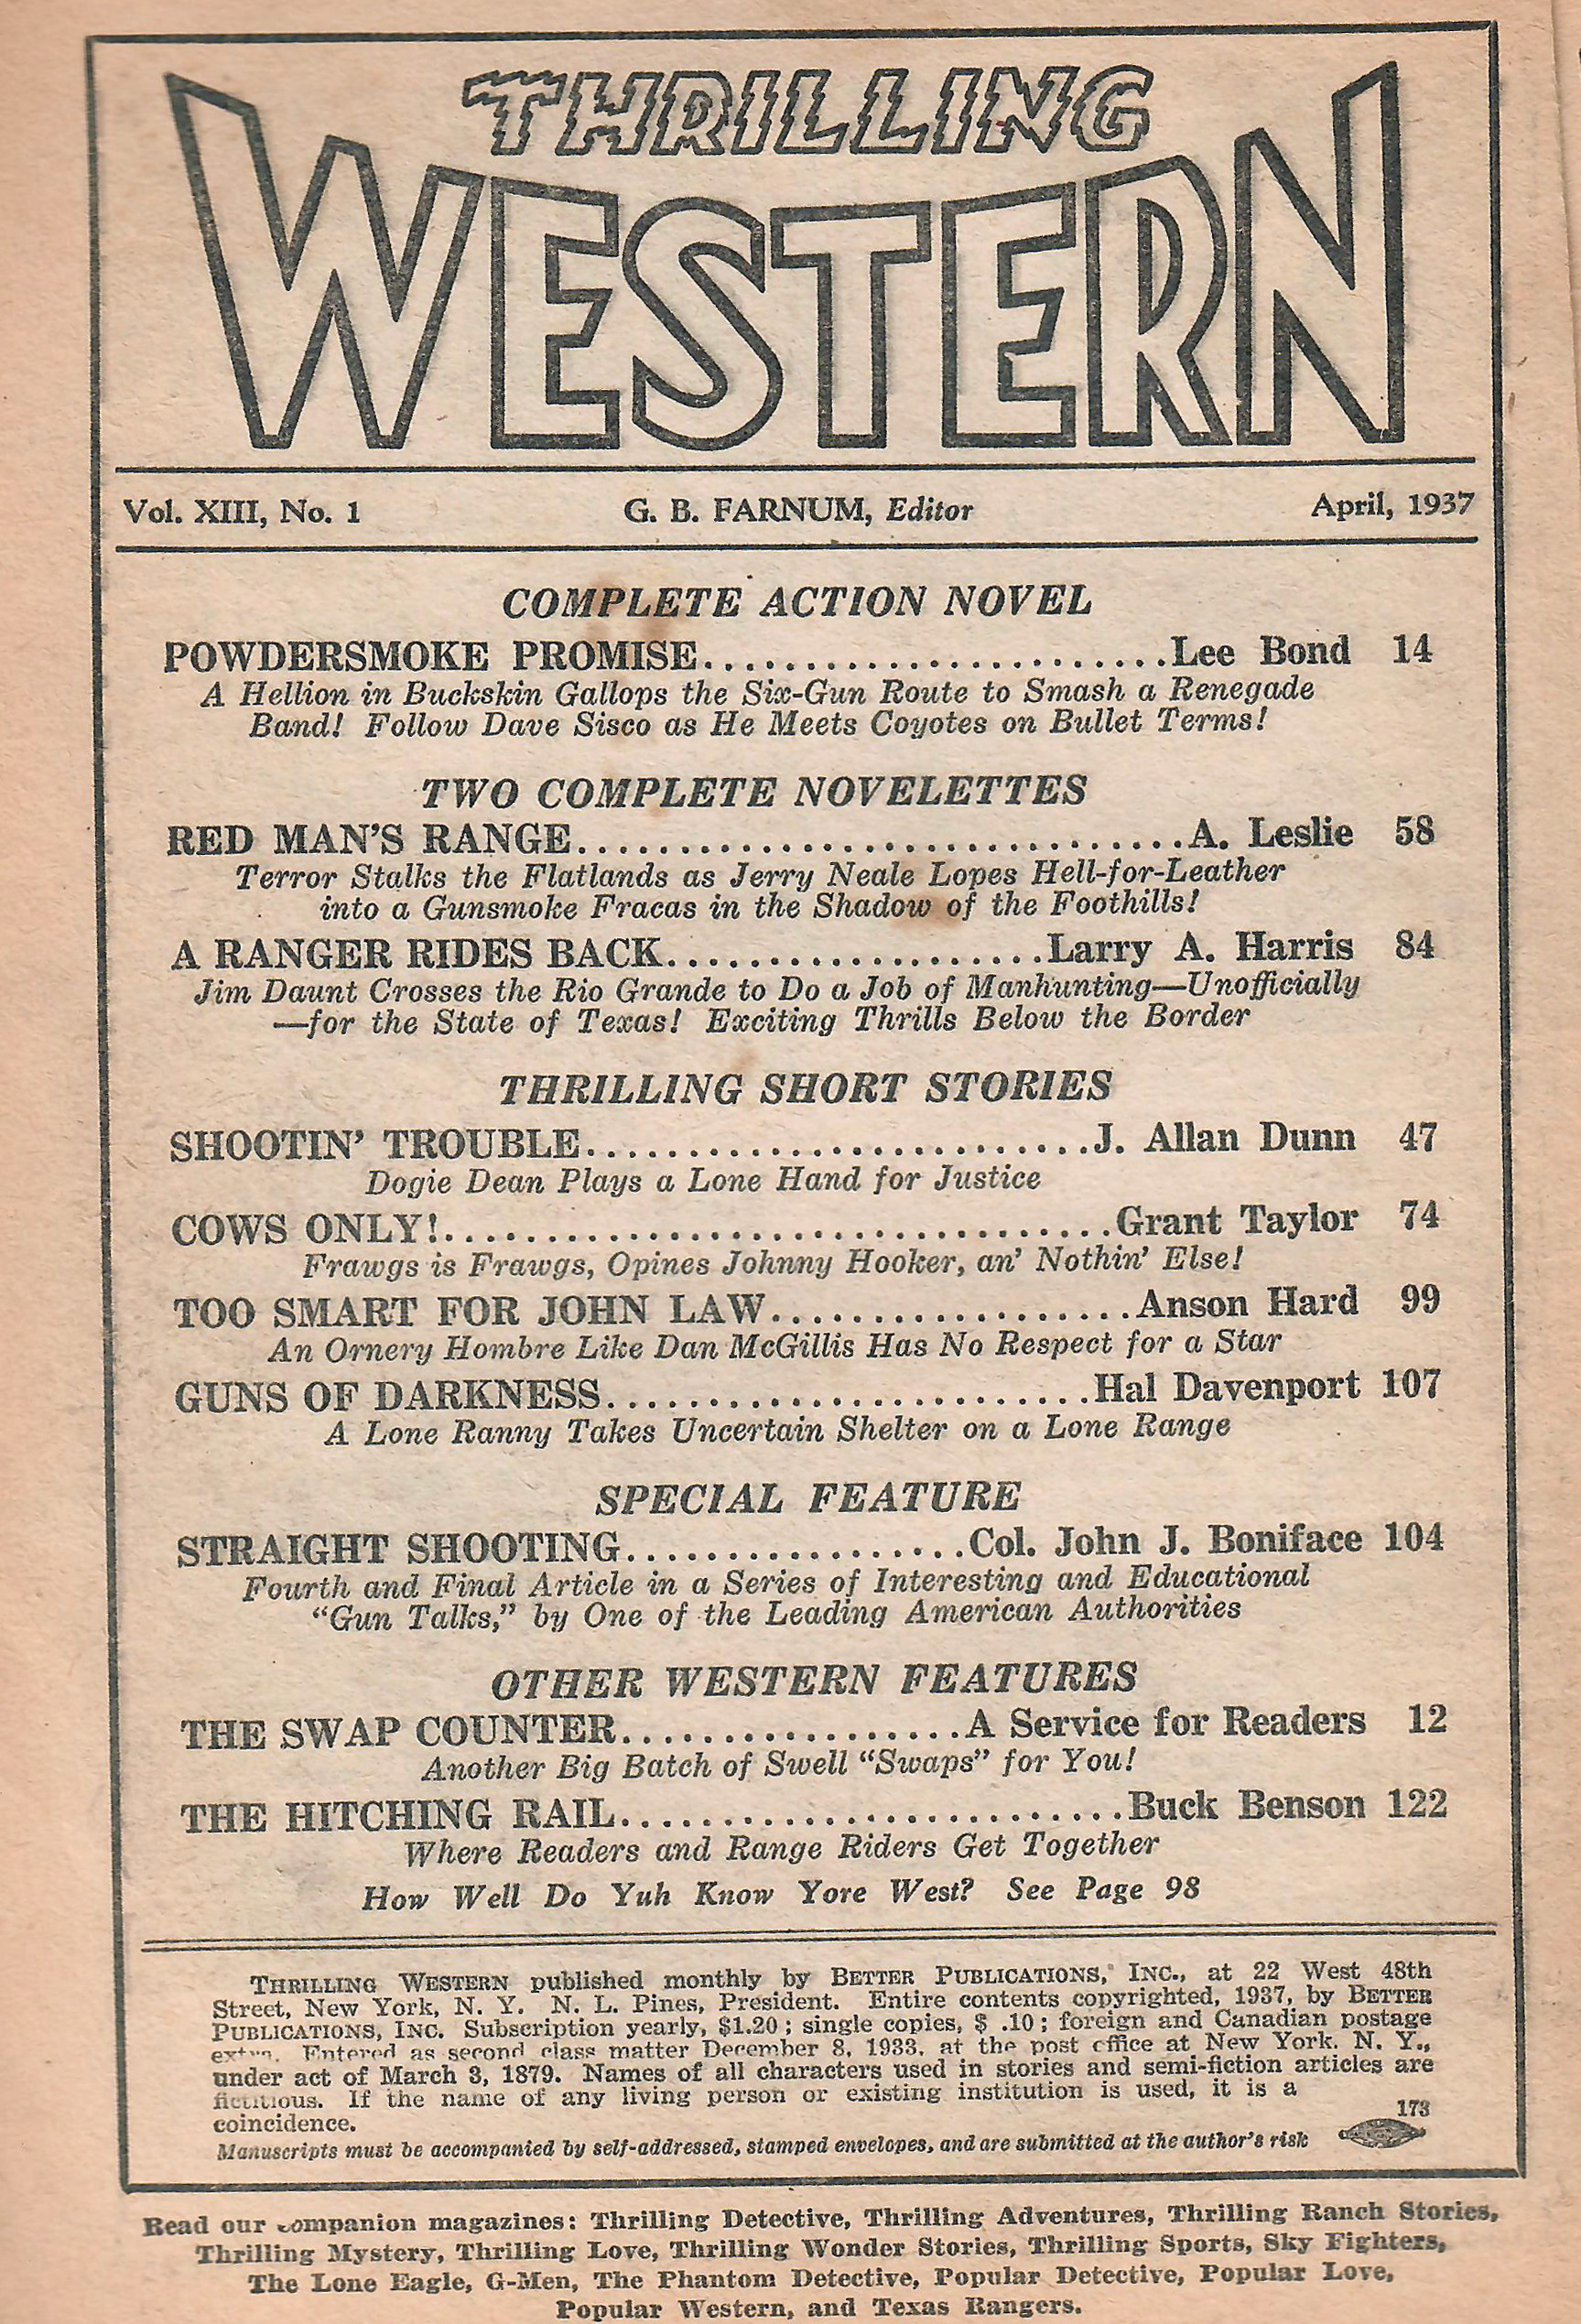 THRILLING
WESTERN
Vol. XIII, No. 1 G. B. FARNUM, Editor April, 1937
COMPLETE ACTION NOVEL
POWDERSMOKE PROMISE........................Lee Bond 14
A Hellion in Buckskin Gallops the Six-Gun Route to Smash a Renegade
Band! Follow Dave Sisco as He Meets Coyotes on Bullet Terms!
TWO COMPLETE NOVELETTES
RED MAN'S RANGE................................A. Leslie 58
Terror Stalks the Flatlands as Jerry Neale Lopes Hell-for-Leather
into a Gunsmoke Fracas in the Shadow of the Foothills!
A RANGER RIDES BACK....................Larry A. Harris 84
Jim Daunt Crosses the Rio Grande to Do a Job of Manhunting—Unofficially
—for the State of Texas! Exciting Thrills Below the Border
THRILLING SHORT STORIES
SHOOTIN' TROUBLE..........................J. Allan Dunn 47
Dogie Dean Plays a Lone Hand for Justice
COWS ONLY!...................................Grant Taylor 74
Frawgs is Frawgs, Opines Johnny Hooker, an' Nothin' Else!
TOO SMART FOR JOHN LAW...................Anson Hard 99
An Ornery Hombre Like Dan McGillis Has No Respect for a Star
GUNS OF DARKNESS.........................Hal Davenport 107
A Lone Ranny Takes Uncertain Shelter on a Lone Range
SPECIAL FEATURE
STRAIGHT SHOOTING..................Col. John J. Boniface 104
Fourth and Final Article in a Series of Interesting and Educational
"Gun Talks," by One of the Leading American Authorities
OTHER WESTERN FEATURES
THE SWAP COUNTER..................A Service for Readers 12
Another Big Batch of Swell "Swaps" for You!
THE HITCHING RAIL..........................Buck Benson 122
Where Readers and Range Riders Get Together
How Well Do Yuh Know Yore West? See Page 98
THRILLING WESTERN published monthly by BETTER PUBLICATIONS, INC., at 22 West 48th
Street, New York, N. Y. N. L. Pines, President. Entire contents copyrighted, 1937, by BETTER
PUBLICATIONS, INC. Subscription yearly, $1.20; single copies, $ .10; foreign and Canadian postage
extra. Entered as second class matter December 8, 1933, at the post office at New York, N. Y.,
under act of March 3, 1879. Names of all characters used in stories and semi-fiction articles are
fictitious. If the name of any living person or existing institution is used, it is a
coincidence. 173
Manuscripts must be accompanied by self-addressed, stamped envelopes, and are submitted at the author's risk
Read our companion magazines: Thrilling Detective, Thrilling Adventures, Thrilling Ranch Stories,
Thrilling Mystery, Thrilling Love, Thrilling Wonder Stories, Thrilling Sports, Sky Fighters,
The Lone Eagle, G-Men, The Phantom Detective, Popular Detective, Popular Love,
Popular Western, and Texas Rangers.